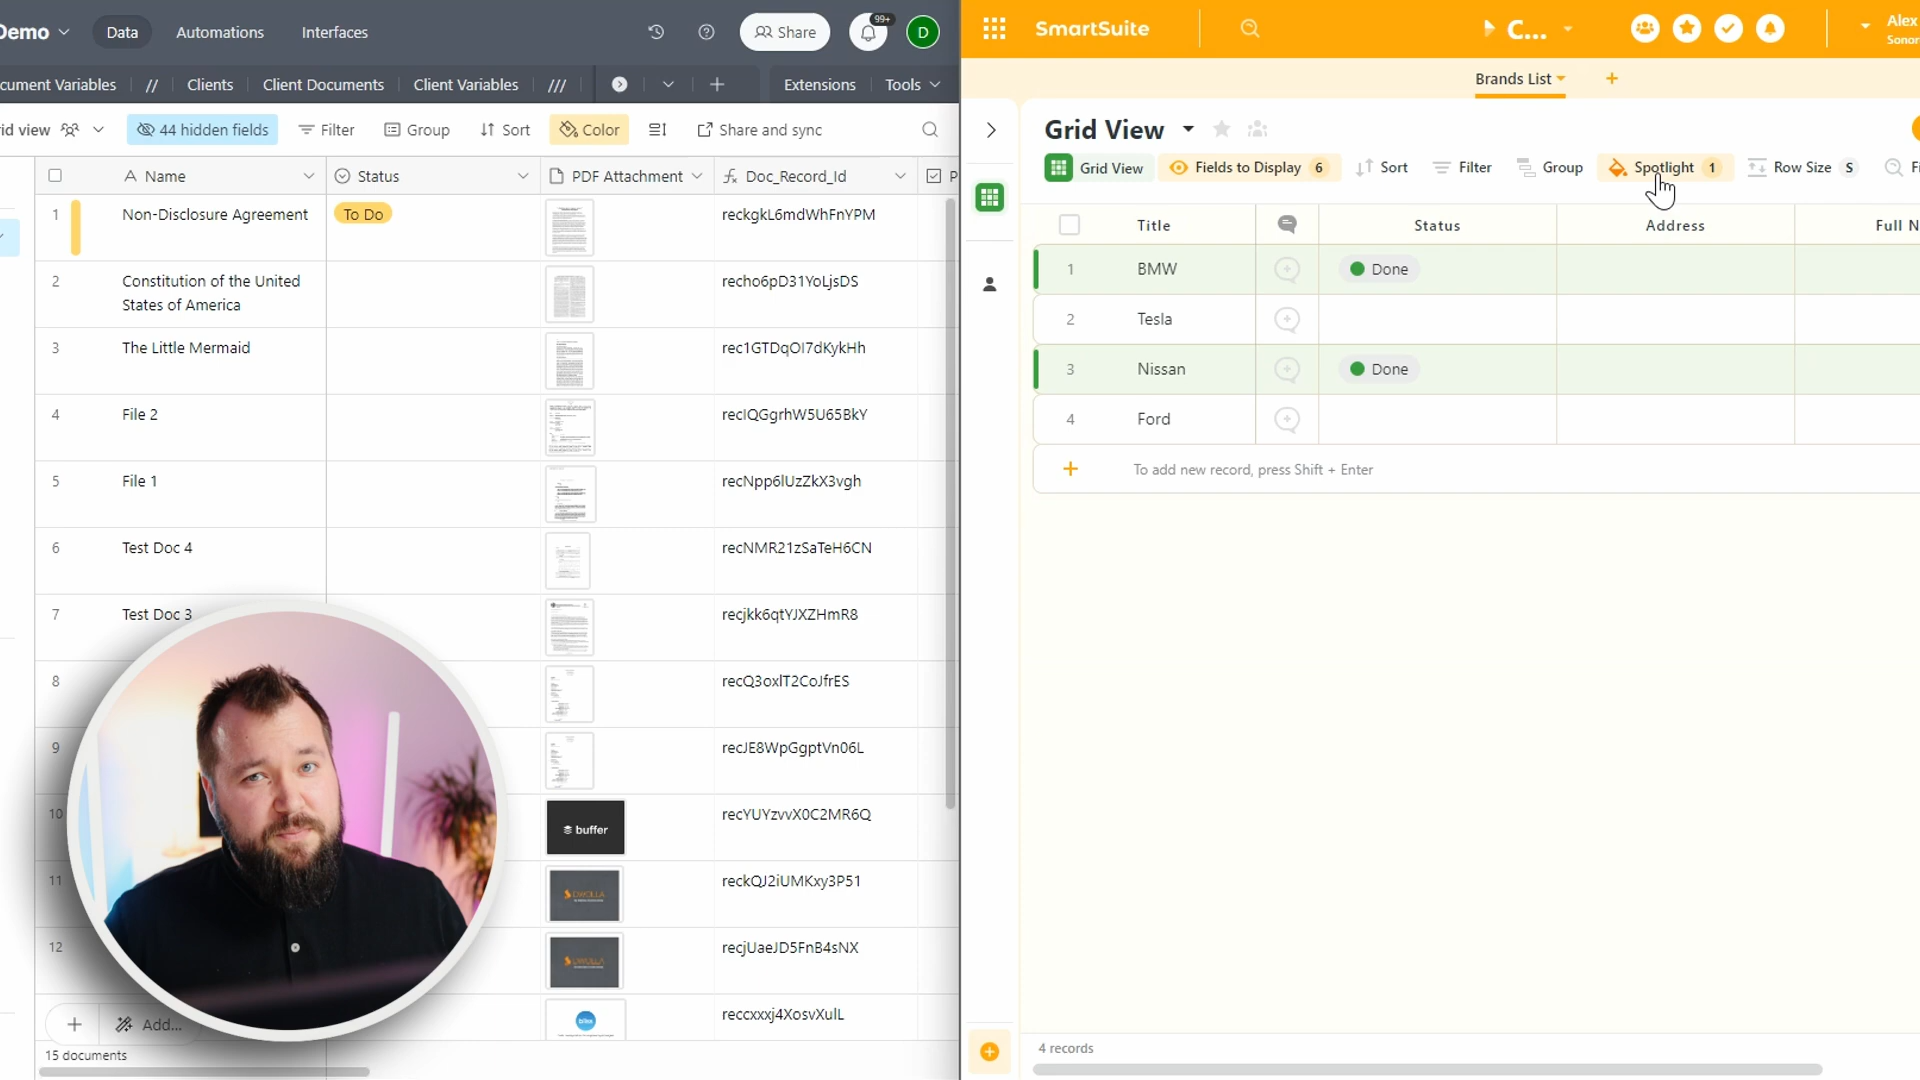 Demo
Data
Automations
Interfaces
Share
99+
D
cument Variables
//
Clients
Client Documents
Client Variables
///
Extensions
Tools
id view
44 hidden fields
Filter
Group
Sort
Color
Share and sync
Name
Status
PDF Attachment
Doc_Record_Id
P
1
Non-Disclosure Agreement
To Do
reckgkL6mdWhFnYPM
2
Constitution of the United
States of America
recho6pD31YoLjsDS
3
The Little Mermaid
rec1GTDqOI7dKykHh
4
File 2
recIQGgrhW5U65BkY
5
File 1
recNpp6lUzZkX3vgh
6
Test Doc 4
recNMR21zSaTeH6CN
7
Test Doc 3
recjkk6qtYJXZHmR8
8
recQ3oxlT2CoJfrES
9
recJE8WpGgptVn06L
10
buffer
recYUYzvvX0C2MR6Q
11
DWOLLA
reckQJ2iUMKxy3P51
12
DWOLLA
recjUaeJD5FnB4sNX
reccxxxj4XosvXulL
Add...
15 documents
SmartSuite
C...
Alex
Sonor
Brands List
Grid View
Grid View
Fields to Display 6
Sort
Filter
Group
Spotlight 1
Row Size S
Fi
Title
Status
Address
Full N
1
BMW
Done
2
Tesla
3
Nissan
Done
4
Ford
To add new record, press Shift + Enter
4 records